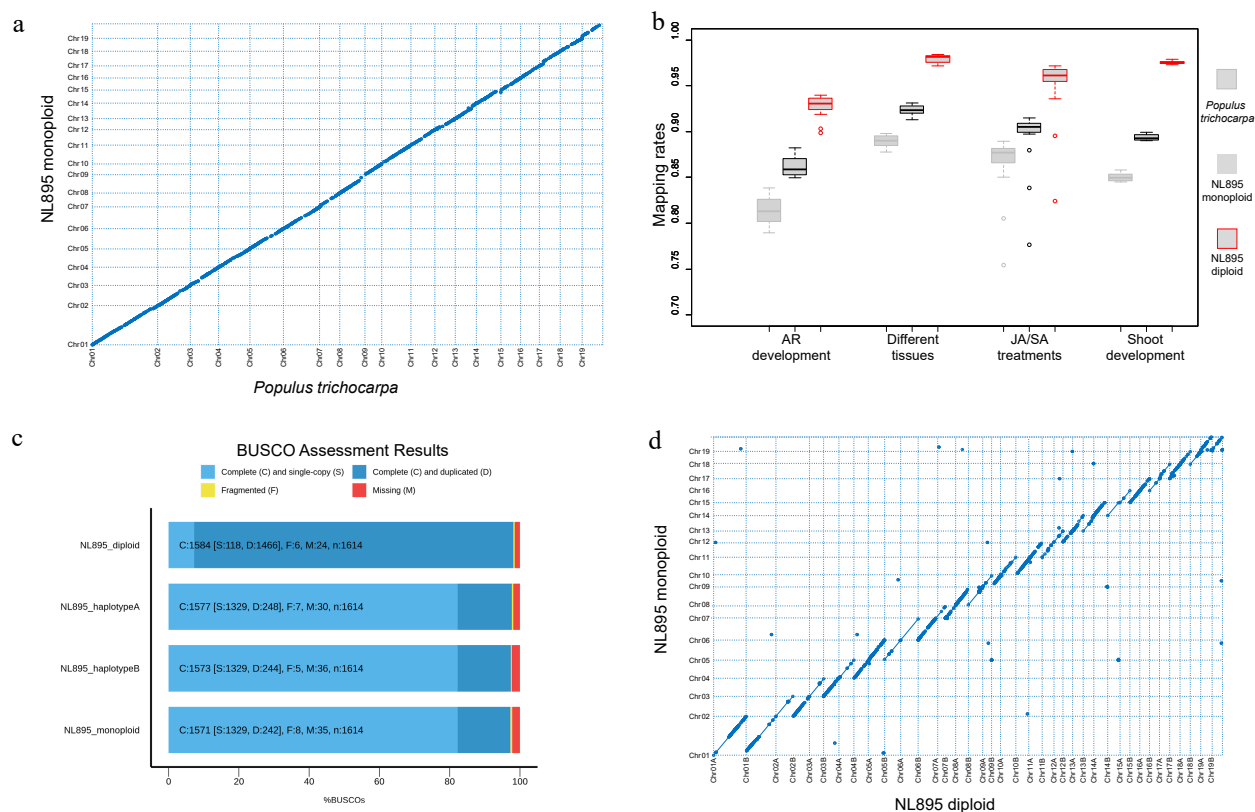 a
NL895 monoploid
Chr19
Chr18
Chr17
Chr16
Chr15
Chr14
Chr13
Chr12
Chr11
Chr10
Chr09
Chr08
Chr07
Chr06
Chr05
Chr04
Chr03
Chr02
Chr01
Chr01
Chr02
Chr03
Chr04
Chr05
Chr06
Chr07
Chr08
Chr09
Chr10
Chr11
Chr12
Chr13
Chr14
Chr15
Chr16
Chr17
Chr18
Chr19
Populus trichocarpa
b
Mapping rates
1.00
0.95
0.90
0.85
0.80
0.75
0.70
AR
development
Different
tissues
JA/SA
treatments
Shoot
development
Populus
trichocarpa
NL895
monoploid
NL895
diploid
c
BUSCO Assessment Results
Complete (C) and single-copy (S)
Complete (C) and duplicated (D)
Fragmented (F)
Missing (M)
NL895_diploid
C:1584 [S:118, D:1466], F:6, M:24, n:1614
NL895_haplotypeA
C:1577 [S:1329, D:248], F:7, M:30, n:1614
NL895_haplotypeB
C:1573 [S:1329, D:244], F:5, M:36, n:1614
NL895_monoploid
C:1571 [S:1329, D:242], F:8, M:35, n:1614
0
20
40
60
80
100
%BUSCOs
d
NL895 monoploid
Chr19
Chr18
Chr17
Chr16
Chr15
Chr14
Chr13
Chr12
Chr11
Chr10
Chr09
Chr08
Chr07
Chr06
Chr05
Chr04
Chr03
Chr02
Chr01
Chr01A
Chr01B
Chr02A
Chr02B
Chr03A
Chr03B
Chr04A
Chr04B
Chr05A
Chr05B
Chr06A
Chr06B
Chr07A
Chr07B
Chr08A
Chr08B
Chr09A
Chr09B
Chr10A
Chr10B
Chr11A
Chr11B
Chr12A
Chr12B
Chr13A
Chr13B
Chr14A
Chr14B
Chr15A
Chr15B
Chr16A
Chr16B
Chr17A
Chr17B
Chr18A
Chr18B
Chr19A
Chr19B
NL895 diploid